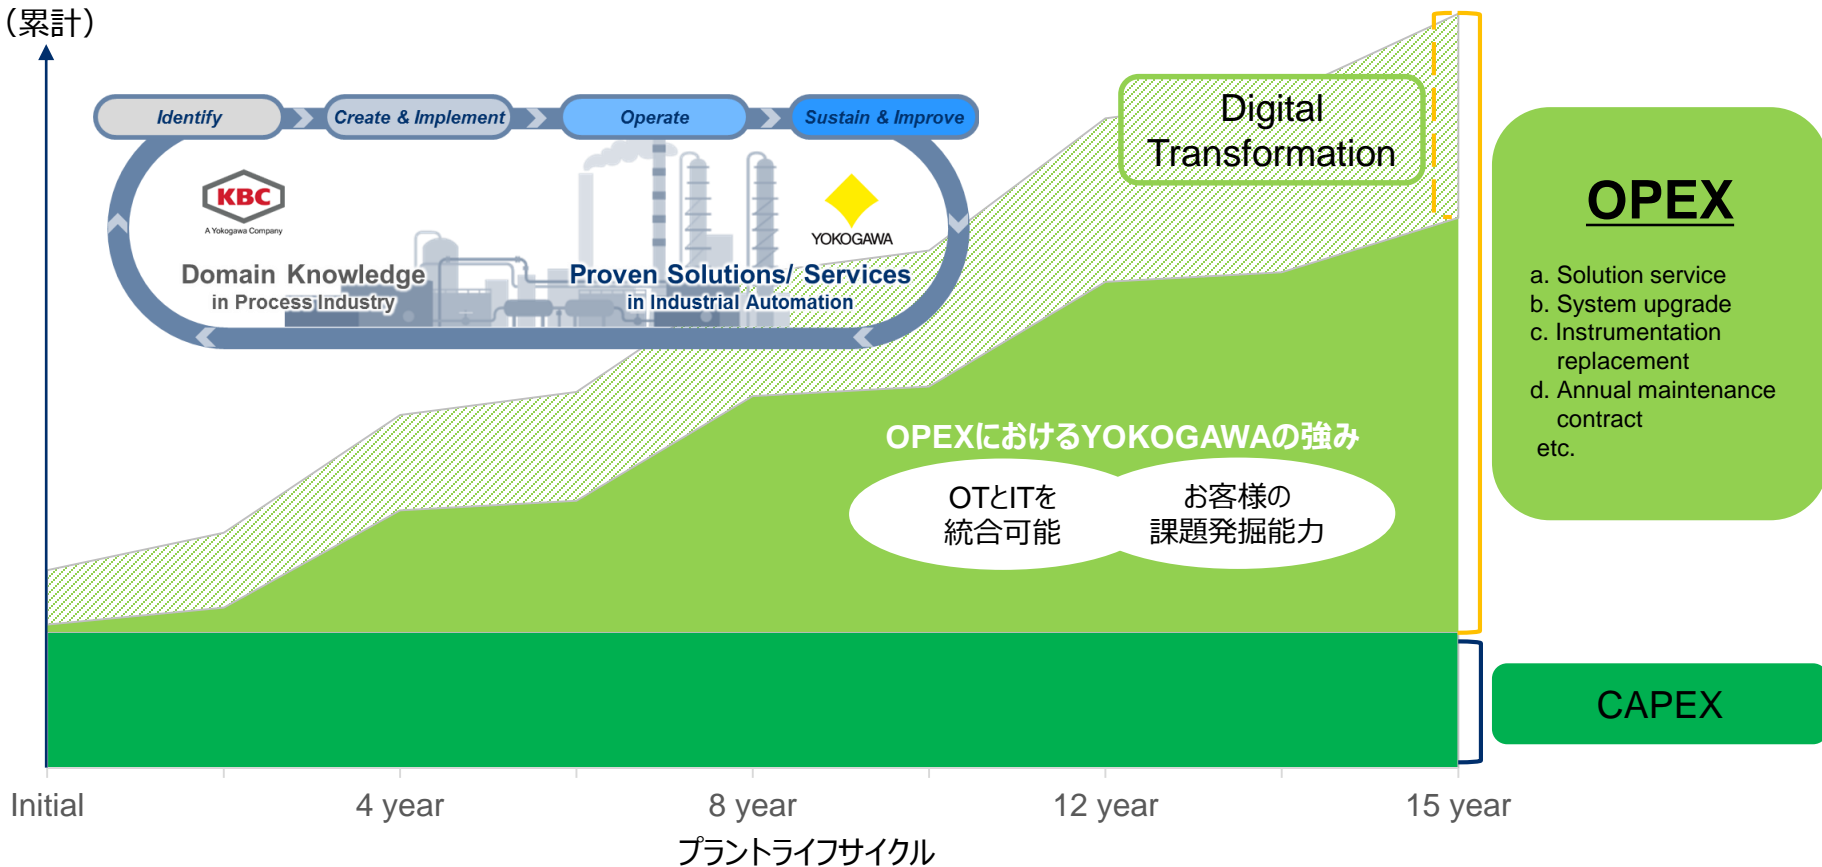 （累計）
Identify
Create & Implement
Operate
Sustain & Improve
KBC
A Yokogawa Company
YOKOGAWA
Domain Knowledge
in Process Industry
Proven Solutions/ Services
in Industrial Automation
Digital
Transformation
OPEX
a. Solution service
b. System upgrade
c. Instrumentation
replacement
d. Annual maintenance
contract
etc.
OPEXにおけるYOKOGAWAの強み
OTとITを
統合可能
お客様の
課題発掘能力
CAPEX
Initial
4 year
8 year
12 year
15 year
プラントライフサイクル